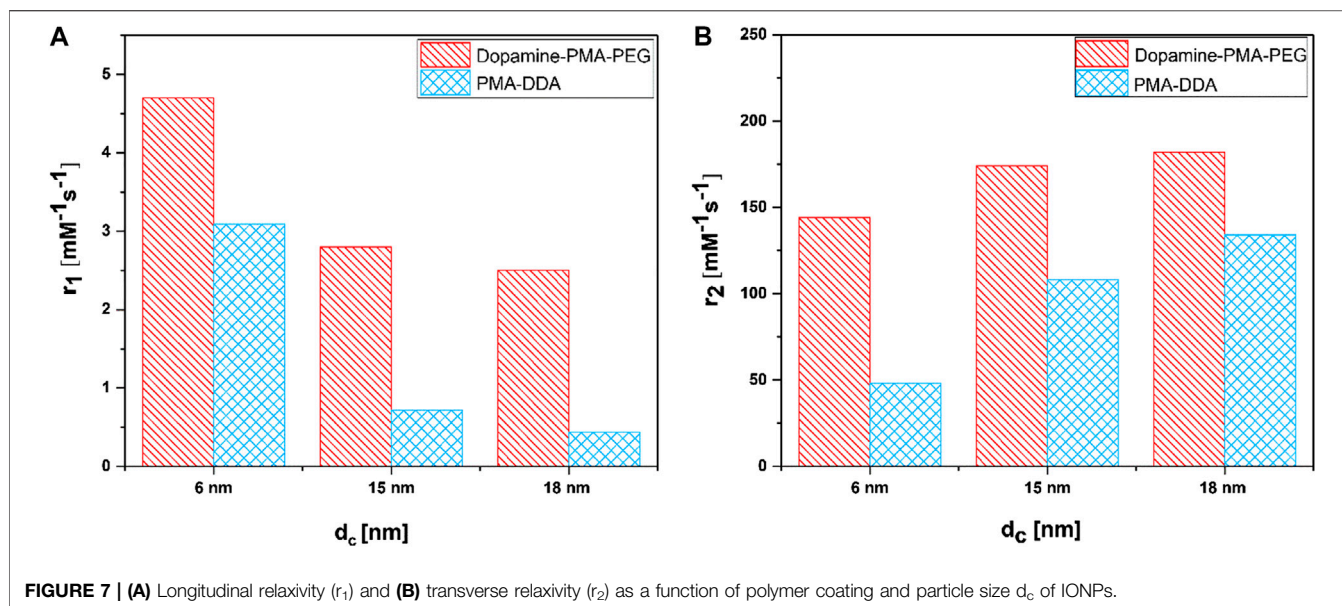 A
Dopamine-PMA-PEG
PMA-DDA
r₁ [mM⁻¹s⁻¹]
5
4
3
2
1
0
6 nm
15 nm
18 nm
d_c [nm]
B
Dopamine-PMA-PEG
PMA-DDA
r₂ [mM⁻¹s⁻¹]
250
200
150
100
50
0
6 nm
15 nm
18 nm
d_c [nm]
FIGURE 7 | (A) Longitudinal relaxivity (r₁) and (B) transverse relaxivity (r₂) as a function of polymer coating and particle size d_c of IONPs.